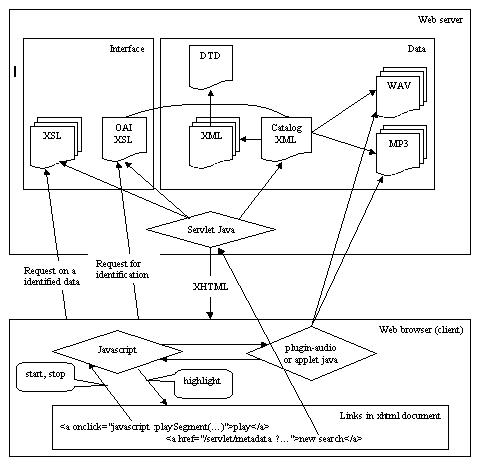 Web server
Interface
Data
DTD
WAV
XSL
OAI
XSL
XML
Catalog
XML
MP3
Servlet Java
Request on a
identified data
Request for
identification
XHTML
Web browser (client)
Javascript
plugin-audio
or applet java
start, stop
highlight
Links in xhtml document
<a onclick="javascript :playSegment(...)">play</a>
<a href="/servlet/metadata ?...">new search</a>